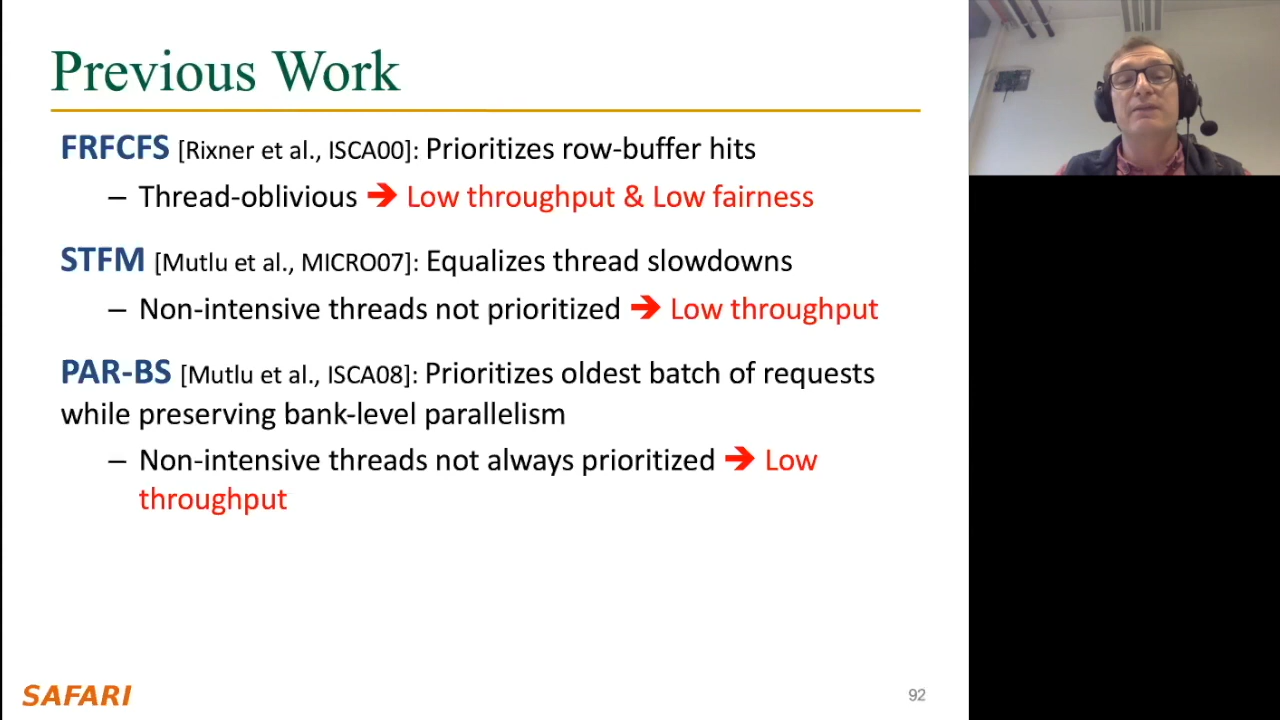 Previous Work
FRFCFS [Rixner et al., ISCA00]: Prioritizes row-buffer hits
– Thread-oblivious ➔ Low throughput & Low fairness
STFM [Mutlu et al., MICRO07]: Equalizes thread slowdowns
– Non-intensive threads not prioritized ➔ Low throughput
PAR-BS [Mutlu et al., ISCA08]: Prioritizes oldest batch of requests
while preserving bank-level parallelism
– Non-intensive threads not always prioritized ➔ Low
throughput
SAFARI
92